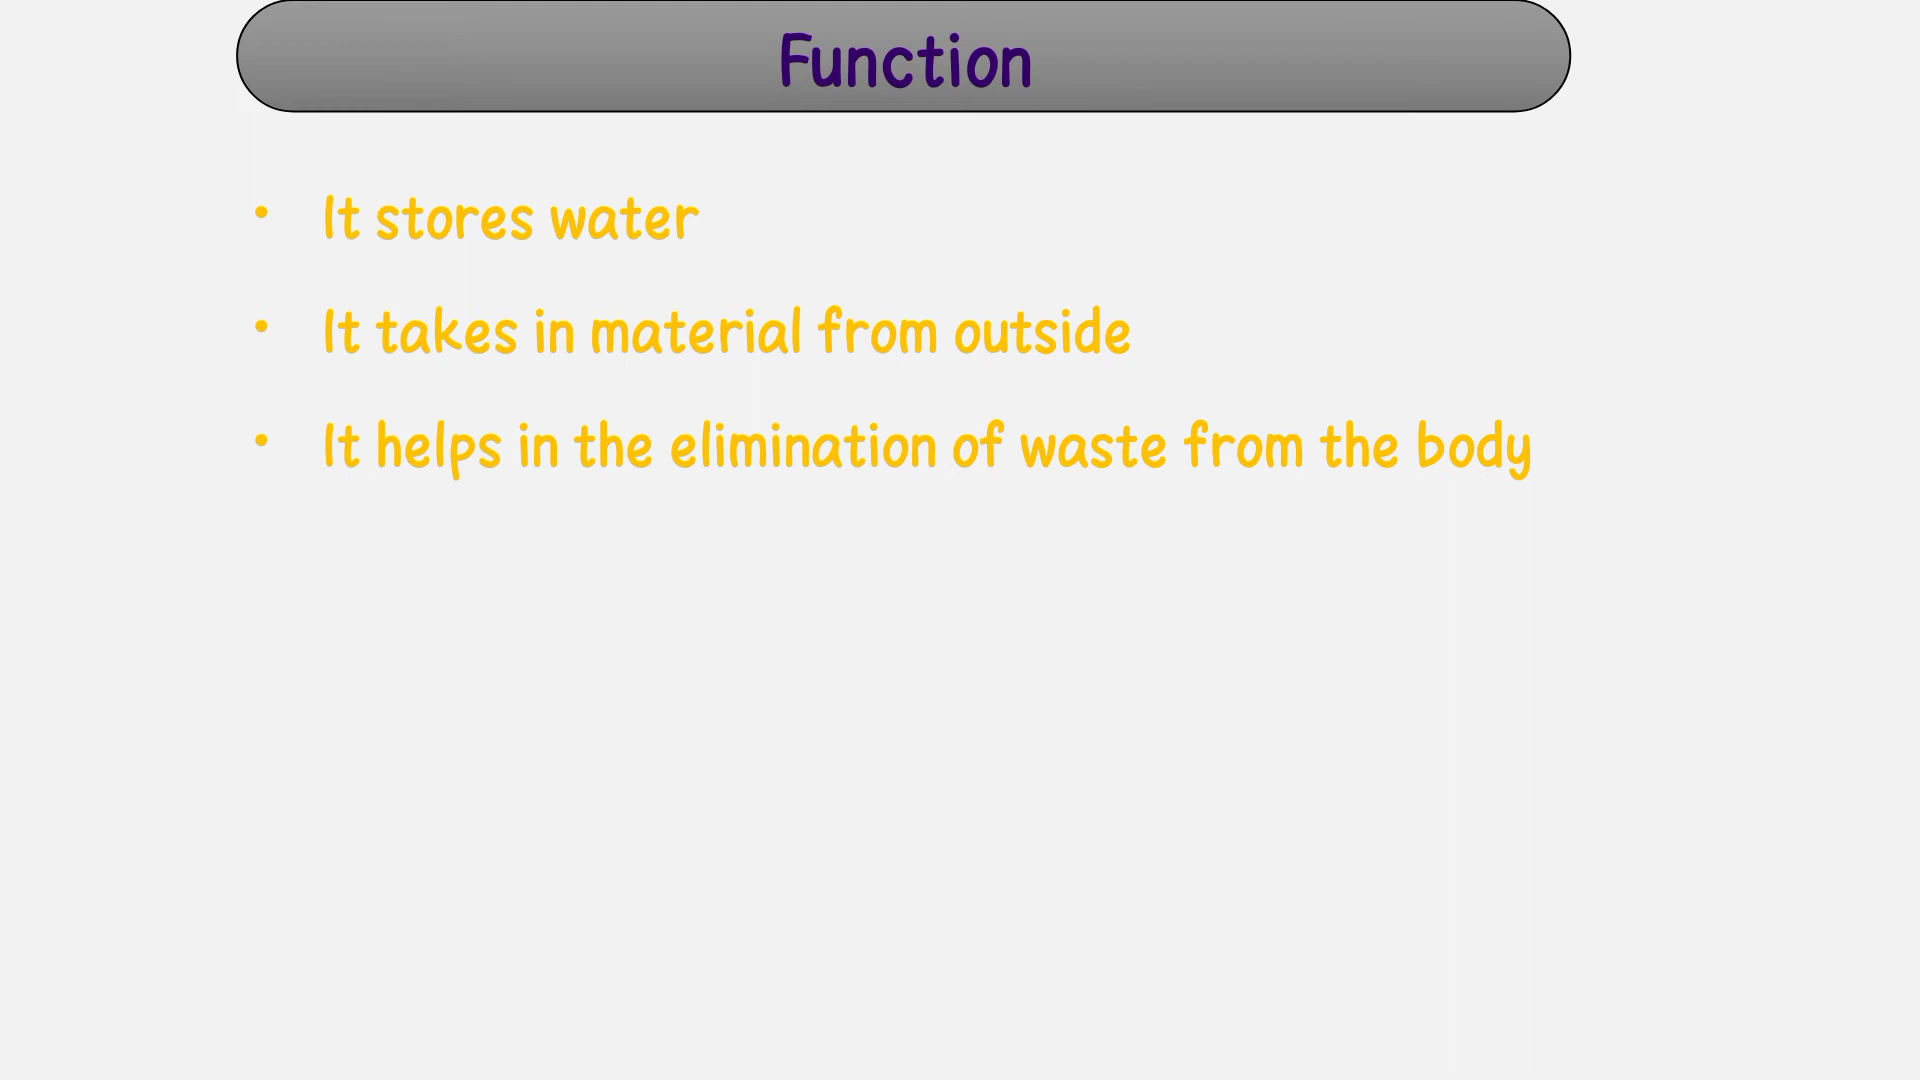 Function
• It stores water
• It takes in material from outside
• It helps in the elimination of waste from the body